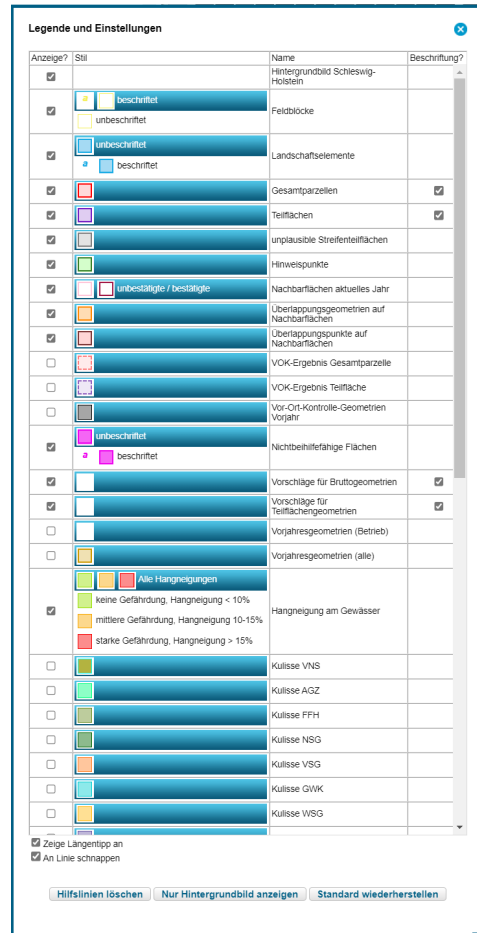 Legende und Einstellungen
Anzeige? Stil Name Beschriftung?
Hintergrundbild Schleswig-
Holstein
a beschriftet
unbeschriftet
Feldblöcke
unbeschriftet
a beschriftet
Landschaftselemente
Gesamtparzellen
Teilflächen
unplausible Streifenteilflächen
Hinweispunkte
unbestätigte / bestätigte Nachbarflächen aktuelles Jahr
Überlappungsgeometrien auf
Nachbarflächen
Überlappungspunkte auf
Nachbarflächen
VOK-Ergebnis Gesamtparzelle
VOK-Ergebnis Teilfläche
Vor-Ort-Kontrolle-Geometrien
Vorjahr
unbeschriftet
a beschriftet
Nichtbeihilfefähige Flächen
Vorschläge für Bruttogeometrien
Vorschläge für
Teilflächengeometrien
Vorjahresgeometrien (Betrieb)
Vorjahresgeometrien (alle)
Alle Hangneigungen
keine Gefährdung, Hangneigung < 10%
mittlere Gefährdung, Hangneigung 10-15%
starke Gefährdung, Hangneigung > 15%
Hangneigung am Gewässer
Kulisse VNS
Kulisse AGZ
Kulisse FFH
Kulisse NSG
Kulisse VSG
Kulisse GWK
Kulisse WSG
Zeige Längentipp an
An Linie schnappen
Hilfslinien löschen Nur Hintergrundbild anzeigen Standard wiederherstellen